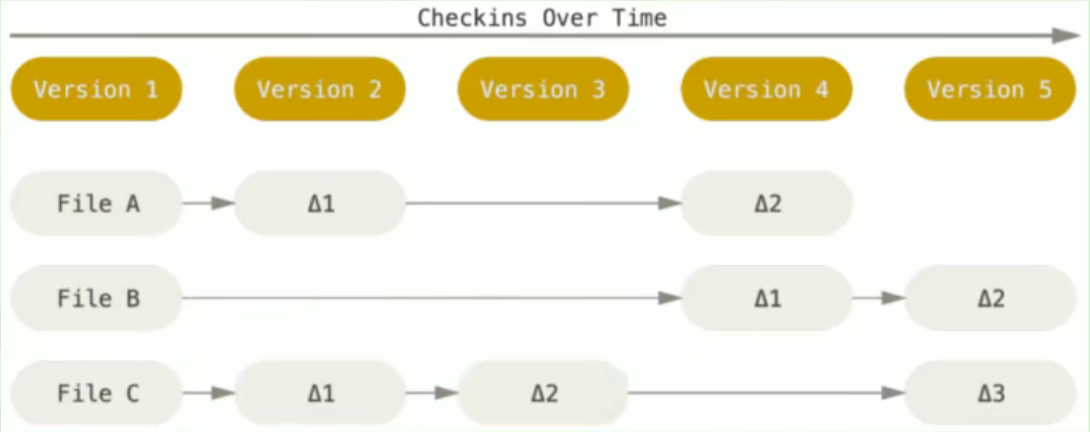 Checkins Over Time
Version 1 Version 2 Version 3 Version 4 Version 5
File A Δ1 Δ2
File B Δ1 Δ2
File C Δ1 Δ2 Δ3